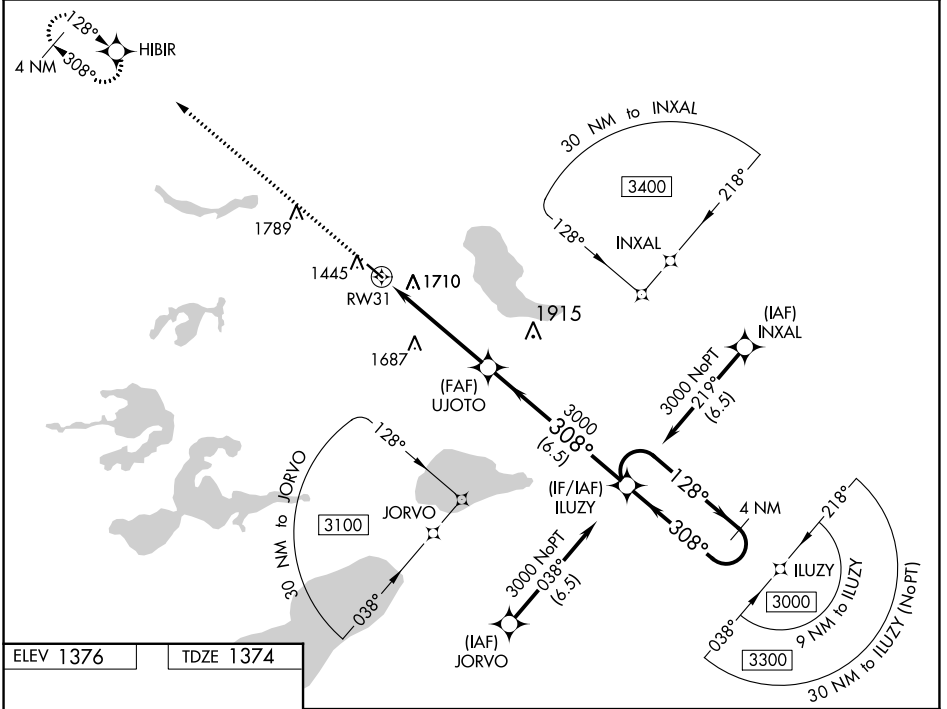 128°
HIBIR
4 NM
308°
30 NM to INXAL
3400
218°
128°
INXAL
1789
1445
1710
RW31
1915
1687
(IAF)
INXAL
(FAF)
UJOTO
3000 NoPT
219°
(6.5)
3000
308°
(6.5)
128°
30 NM to JORVO
3100
JORVO
038°
(IF/IAF)
ILUZY
128°
4 NM
308°
3000 NoPT
038°
(6.5)
(IAF)
JORVO
218°
ILUZY
3000
038°
9 NM to ILUZY
3300
30 NM to ILUZY (NoPT)
ELEV 1376
TDZE 1374